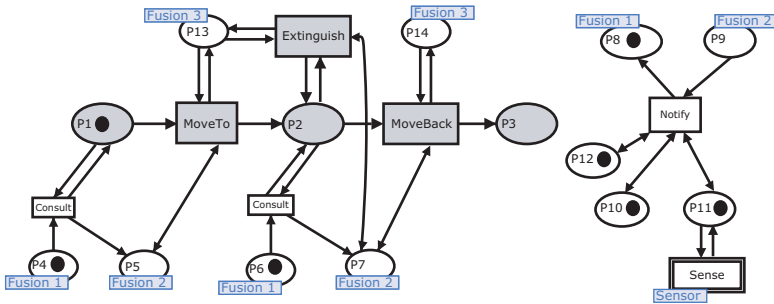 Fusion 3
P13
Extinguish
Fusion 3
P14
Fusion 1
P8
Fusion 2
P9
P1
MoveTo
P2
MoveBack
P3
Notify
P12
Consult
Consult
P10
P11
P4
Fusion 1
P5
Fusion 2
P6
Fusion 1
P7
Fusion 2
Sense
Sensor